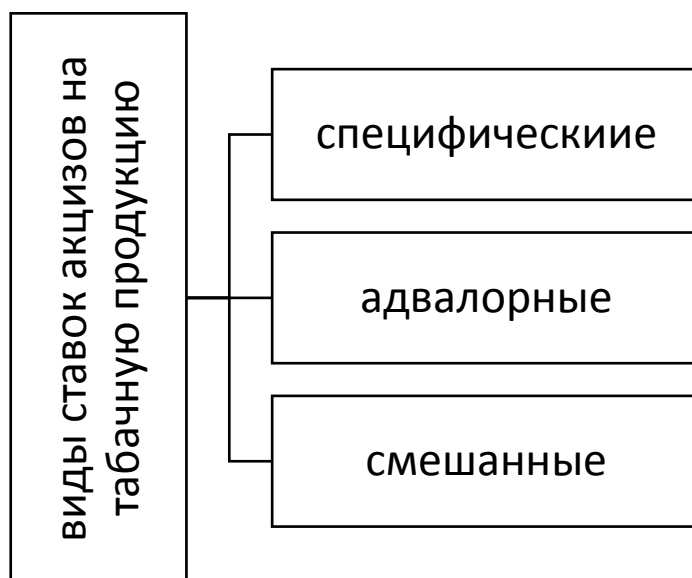 виды ставок акцизов на
табачную продукцию
специфическиие
адвалорные
смешанные